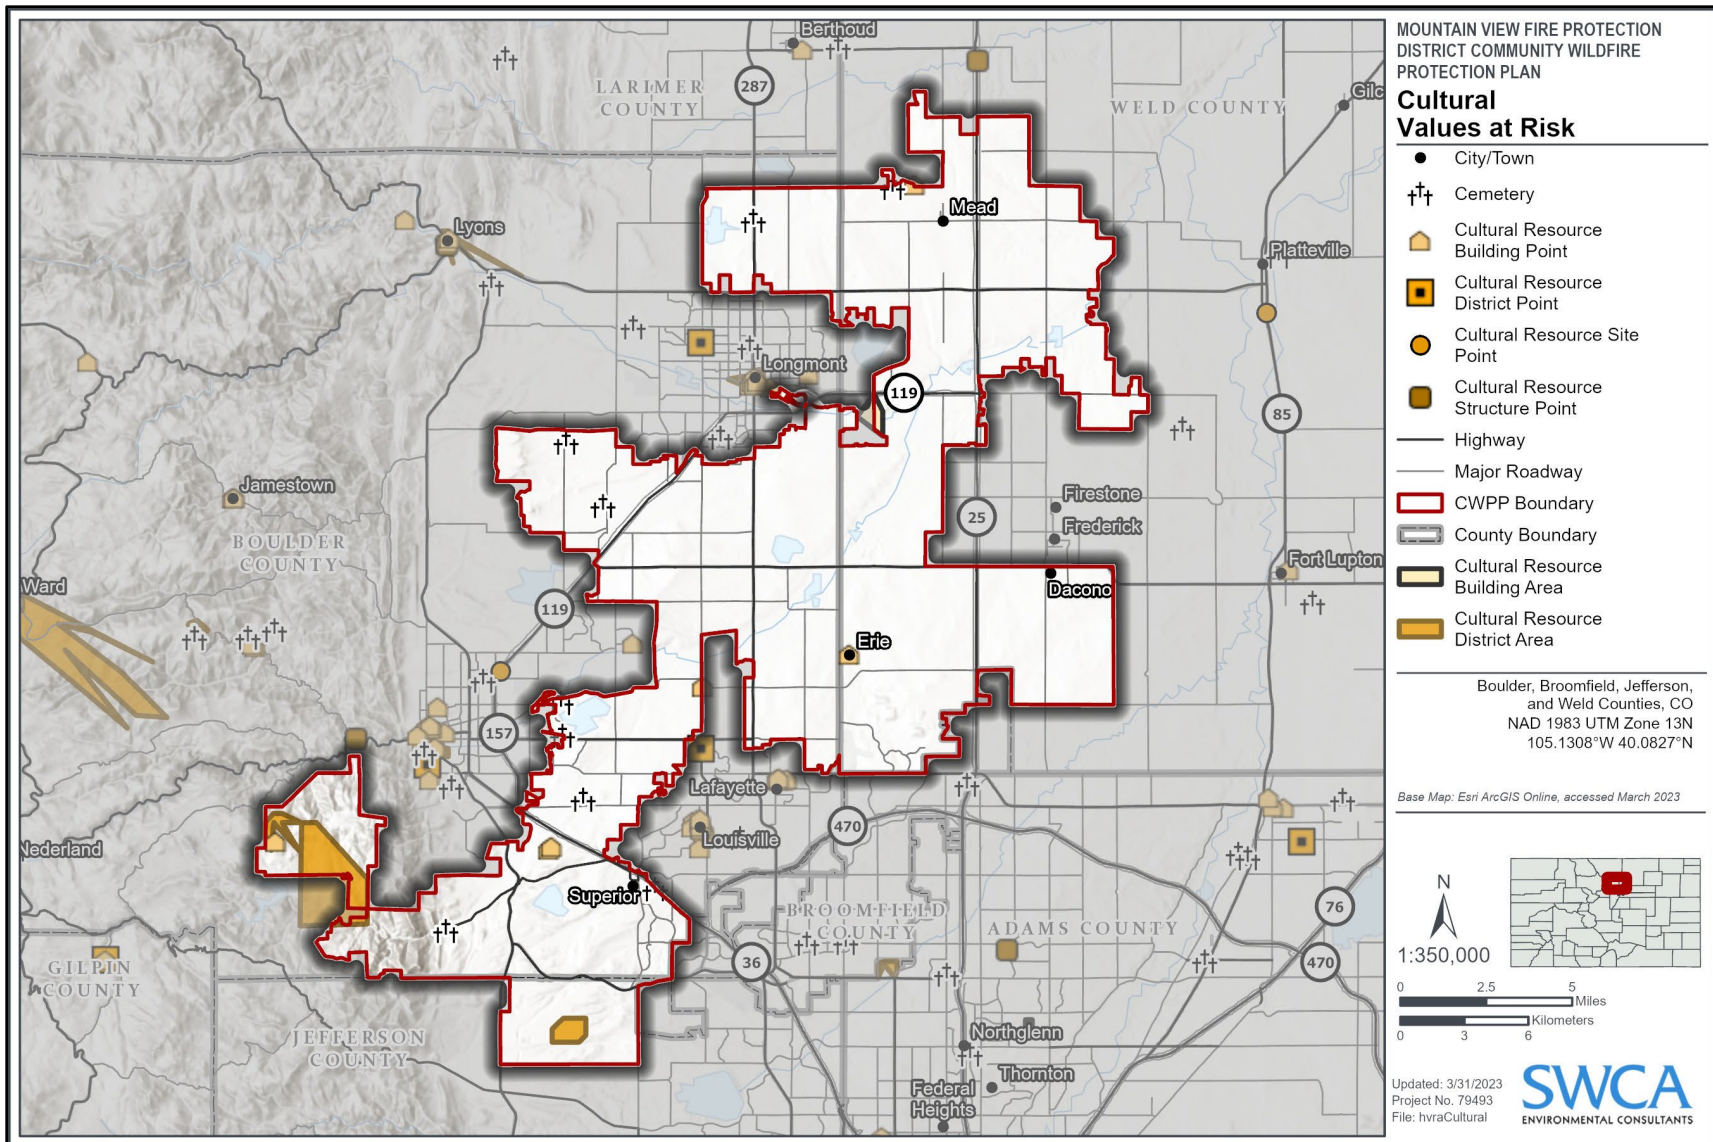 MOUNTAIN VIEW FIRE PROTECTION
DISTRICT COMMUNITY WILDFIRE
PROTECTION PLAN
Cultural
Values at Risk
City/Town
Cemetery
Cultural Resource
Building Point
Cultural Resource
District Point
Cultural Resource Site
Point
Cultural Resource
Structure Point
Highway
Major Roadway
CWPP Boundary
County Boundary
Cultural Resource
Building Area
Cultural Resource
District Area
Boulder, Broomfield, Jefferson,
and Weld Counties, CO
NAD 1983 UTM Zone 13N
105.1308°W 40.0827°N
Base Map: Esri ArcGIS Online, accessed March 2023
N
1:350,000
0 2.5 5
Miles
Kilometers
0 3 6
Updated: 3/31/2023
Project No. 79493
File: hvraCultural
SWCA
ENVIRONMENTAL CONSULTANTS
Berthoud
LARIMER
COUNTY
287
WELD COUNTY
Gilc
Lyons
Mead
Platteville
Longmont
119
85
Jamestown
Firestone
25
Frederick
BOULDER
COUNTY
Ward
Fort Lupton
Dacono
119
Erie
157
Lafayette
470
Louisville
Nederland
Superior
BROOMFIELD
COUNTY
ADAMS COUNTY
76
36
470
GILPIN
COUNTY
JEFFERSON
COUNTY
Northglenn
Thornton
Federal
Heights